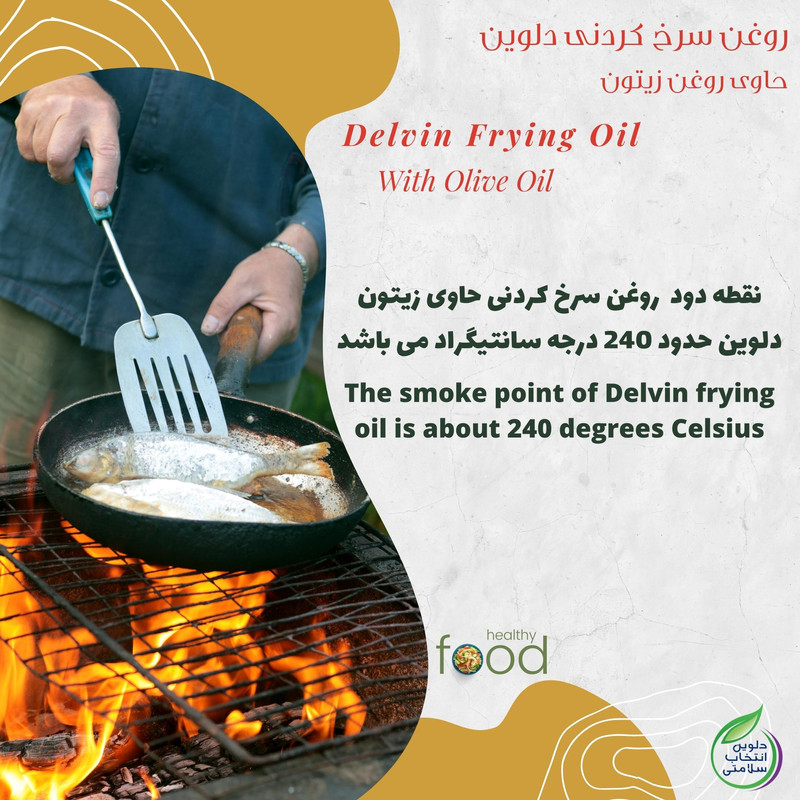 روغن سرخ کردنی دلوین
حاوی روغن زیتون
Delvin Frying Oil
With Olive Oil
نقطه دود روغن سرخ کردنی حاوی زیتون
دلوین حدود 240 درجه سانتیگراد می باشد
The smoke point of Delvin frying
oil is about 240 degrees Celsius
healthy
food
دلوین
انتخاب
سلامتی